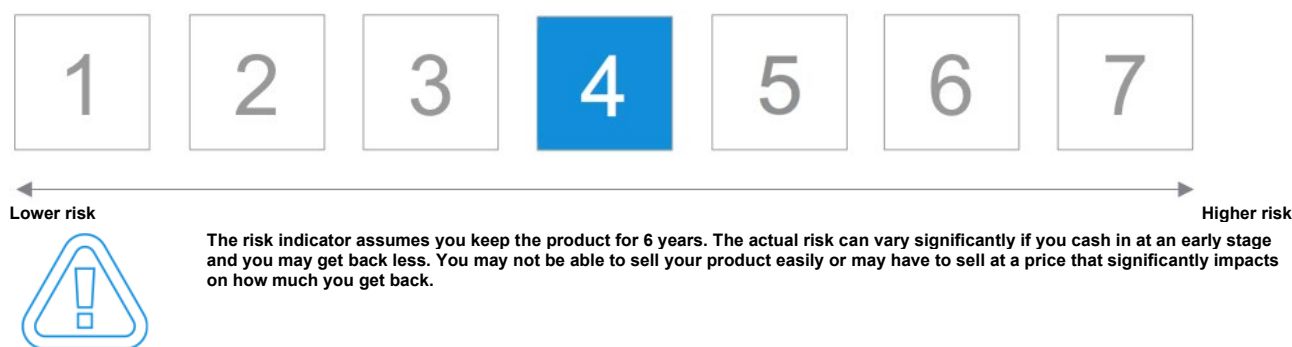 1 2 3 4 5 6 7
Lower risk Higher risk
The risk indicator assumes you keep the product for 6 years. The actual risk can vary significantly if you cash in at an early stage
and you may get back less. You may not be able to sell your product easily or may have to sell at a price that significantly impacts
on how much you get back.